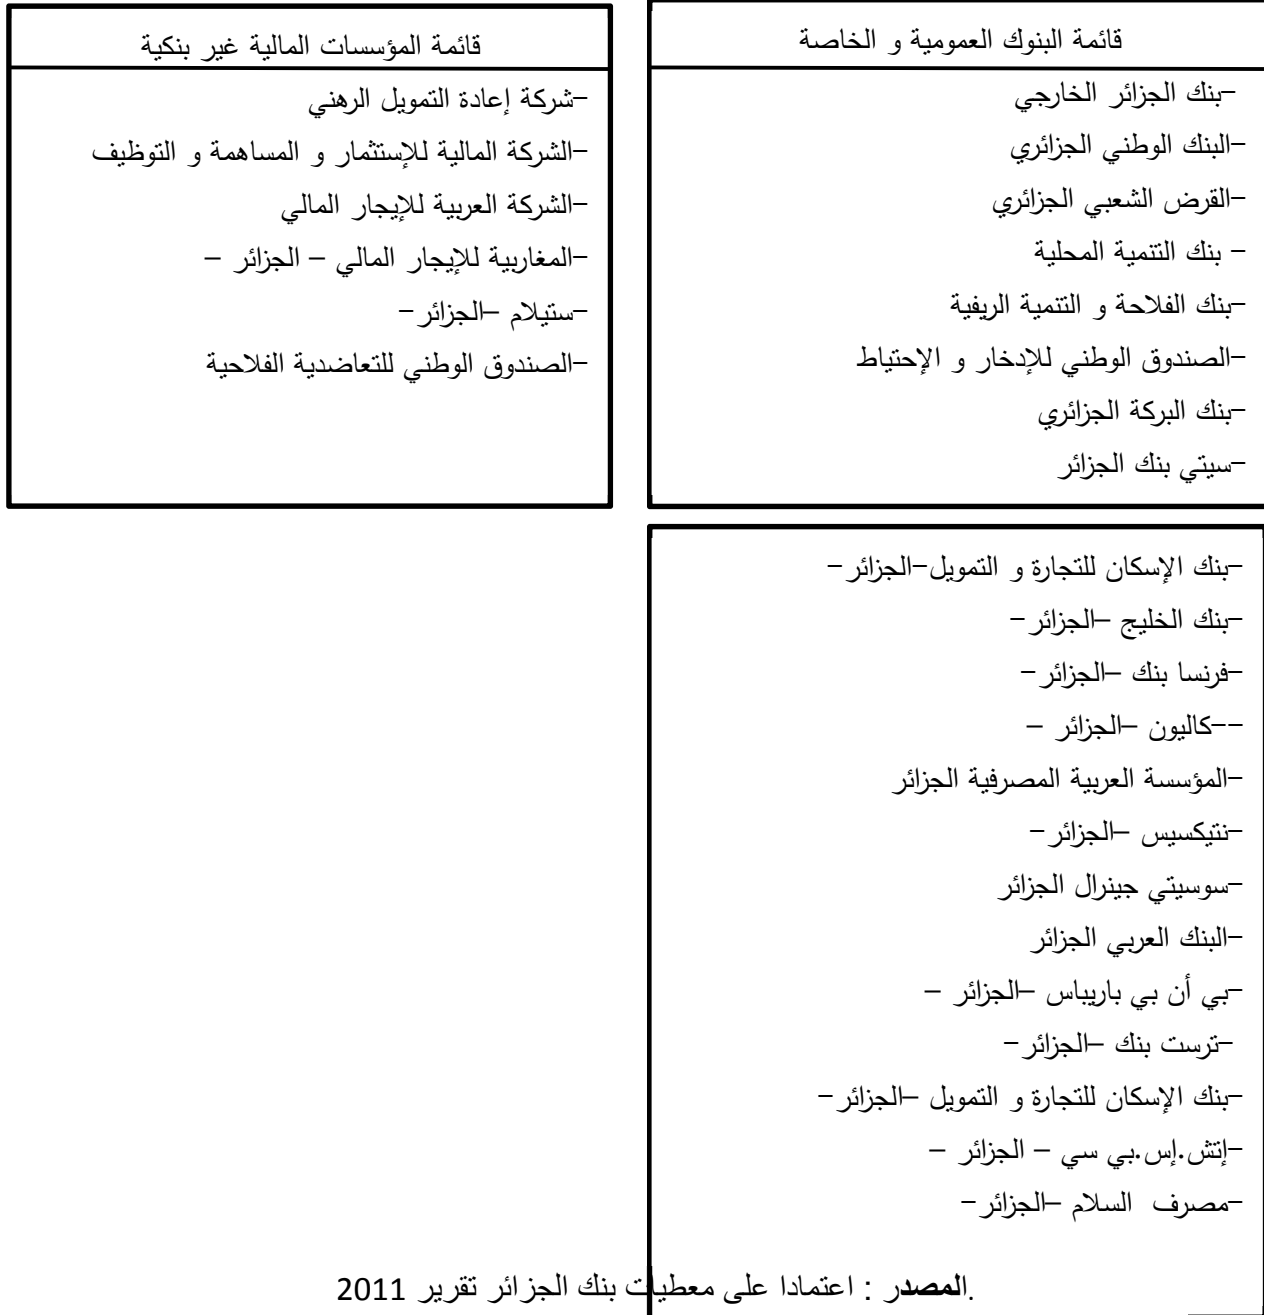 قائمة البنوك العمومية و الخاصة
-بنك الجزائر الخارجي
-البنك الوطني الجزائري
-القرض الشعبي الجزائري
- بنك التنمية المحلية
-بنك الفلاحة و التنمية الريفية
-الصندوق الوطني للإدخار و الإحتياط
-بنك البركة الجزائري
-سيتي بنك الجزائر
قائمة المؤسسات المالية غير بنكية
-شركة إعادة التمويل الرهني
-الشركة المالية للإستثمار و المساهمة و التوظيف
-الشركة العربية للإيجار المالي
-المغاربية للإيجار المالي – الجزائر –
-ستيلام –الجزائر-
-الصندوق الوطني للتعاضدية الفلاحية
-بنك الإسكان للتجارة و التمويل-الجزائر-
-بنك الخليج –الجزائر-
-فرنسا بنك –الجزائر-
--كاليون –الجزائر –
-المؤسسة العربية المصرفية الجزائر
-نتيكسيس –الجزائر-
-سوسيتي جينرال الجزائر
-البنك العربي الجزائر
-بي أن بي باريباس –الجزائر –
-ترست بنك –الجزائر-
-بنك الإسكان للتجارة و التمويل –الجزائر-
-إتش.إس.بي سي – الجزائر –
-مصرف السلام –الجزائر-
.المصدر : اعتمادا على معطيات بنك الجزائر تقرير 2011